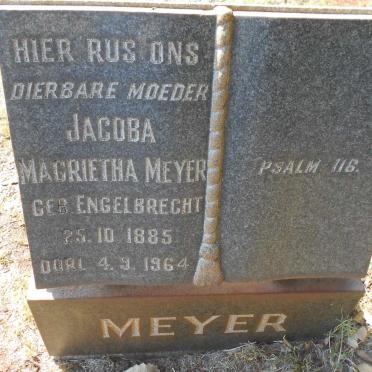 HIER RUS ONS
DIERBARE MOEDER
JACOBA
MAGRIETHA MEYER
GEB. ENGELBRECHT
25. 10 1885
OORL 4. 9. 1964
PSALM 116.
MEYER